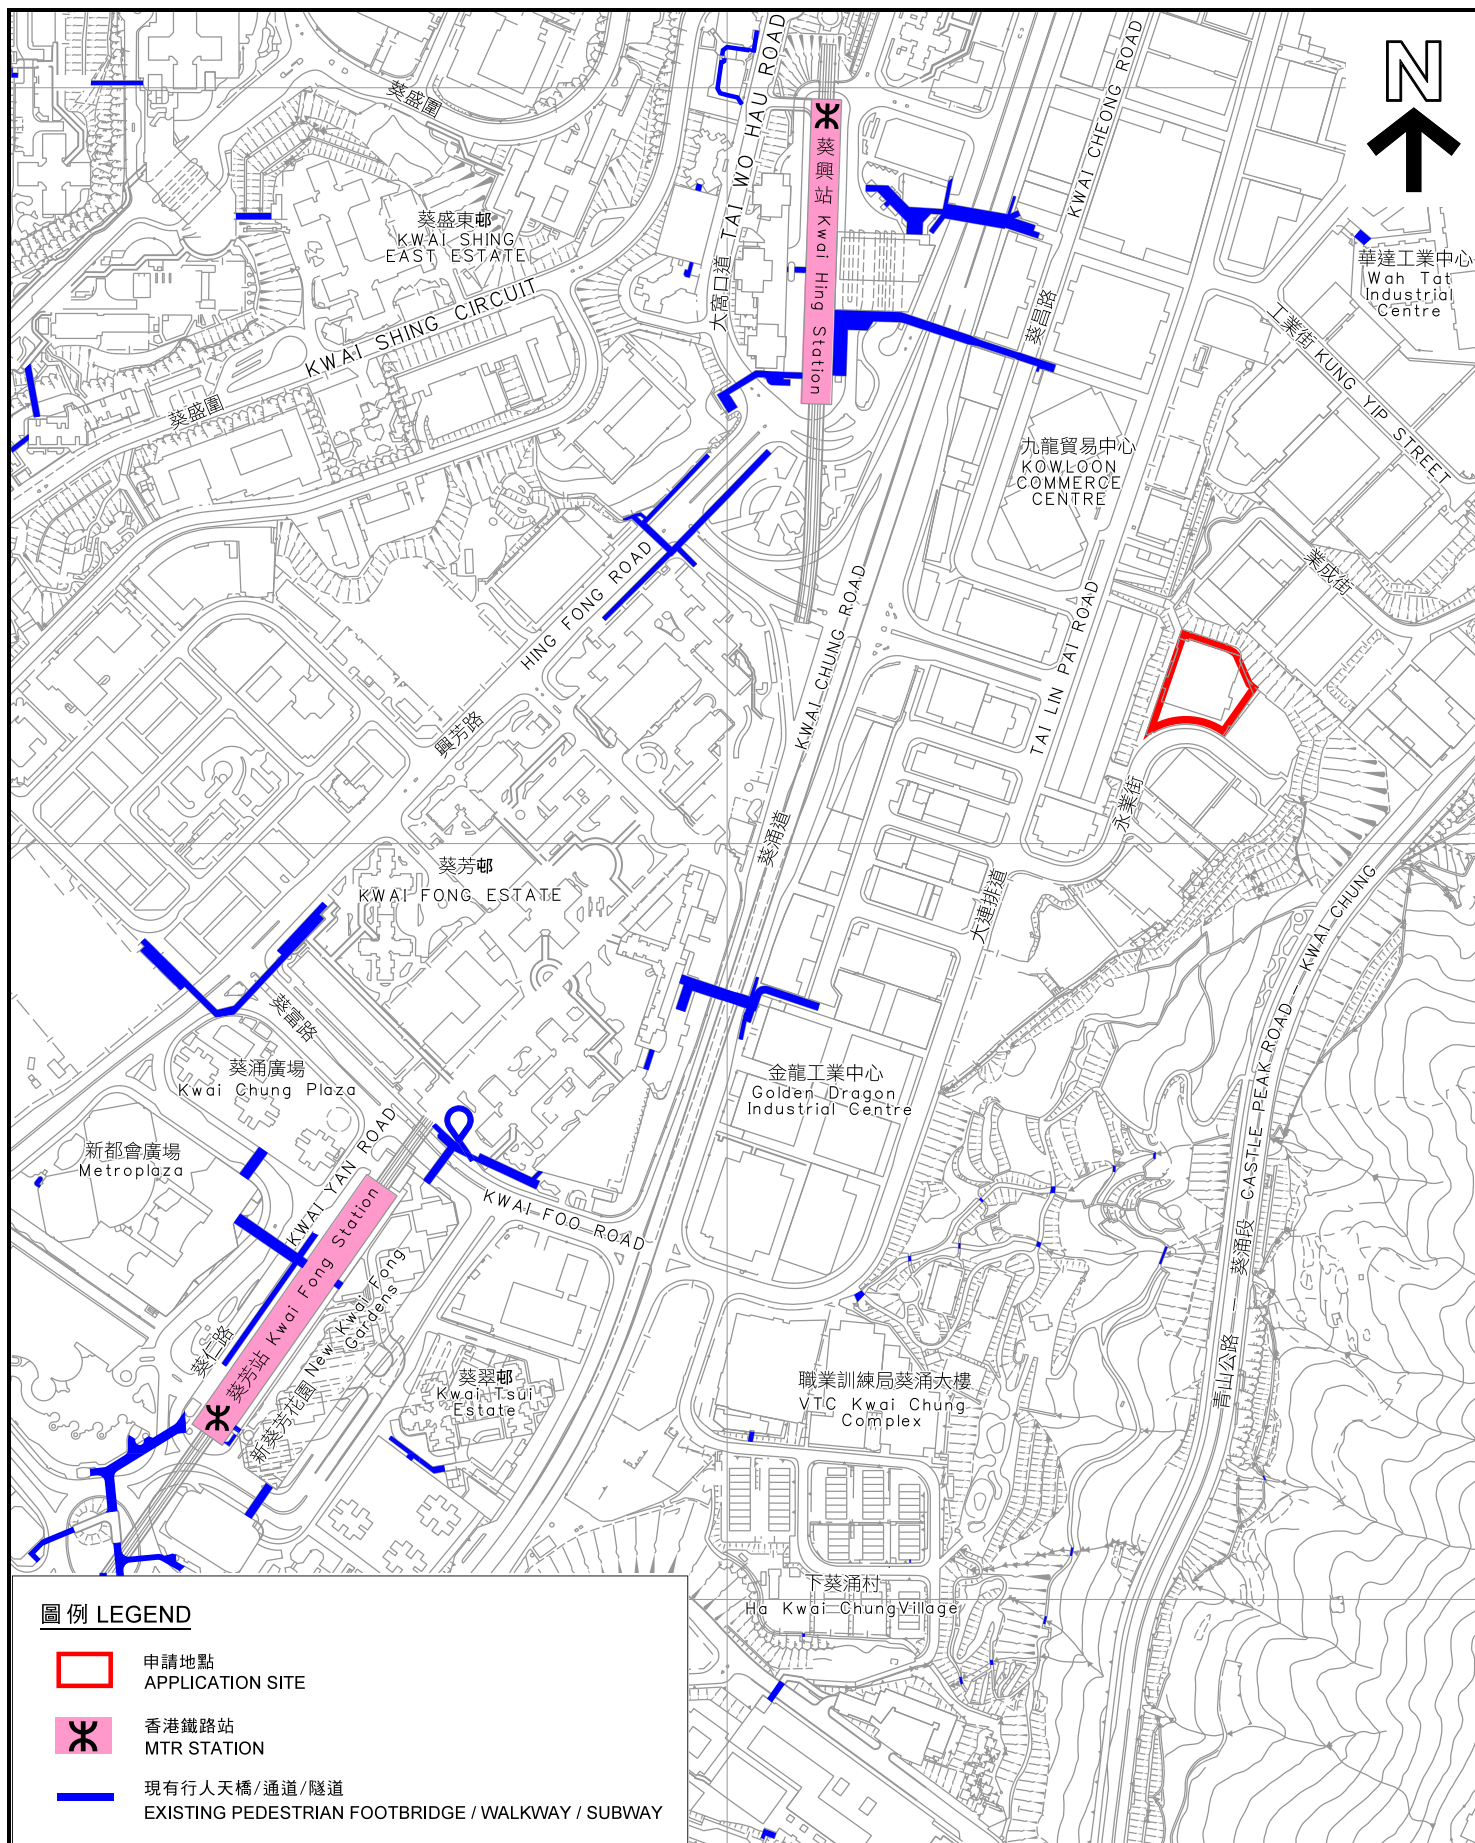 N
葵盛圍
TAI WO HAU ROAD
KWAI CHEONG ROAD
葵興站 Kwai Hing Station
葵盛東邨
KWAI SHING
EAST ESTATE
大窩口道
華達工業中心
Wah Tat
Industrial
Centre
KWAI SHING CIRCUIT
葵昌路
工業街 KUNG YIP STREET
葵盛圍
九龍貿易中心
KOWLOON
COMMERCE
CENTRE
HING FONG ROAD
KWAI CHUNG ROAD
業成街
TAI LIN PAI ROAD
興芳路
永業街
葵涌道
葵芳邨
KWAI FONG ESTATE
大連排道
CASTLE PEAK ROAD — KWAI CHUNG
葵富路
葵涌廣場
Kwai Chung Plaza
金龍工業中心
Golden Dragon
Industrial Centre
新都會廣場
Metroplaza
KWAI YAN ROAD
KWAI FOO ROAD
葵芳站 Kwai Fong Station
新葵芳花園 New Kwai Fong
Gardens
葵仁路
青山公路 — 葵涌段
葵翠邨
Kwai Tsui
Estate
職業訓練局葵涌大樓
VTC Kwai Chung
Complex
下葵涌村
Ha Kwai Chung Village
圖例 LEGEND
申請地點
APPLICATION SITE
香港鐵路站
MTR STATION
現有行人天橋/通道/隧道
EXISTING PEDESTRIAN FOOTBRIDGE / WALKWAY / SUBWAY